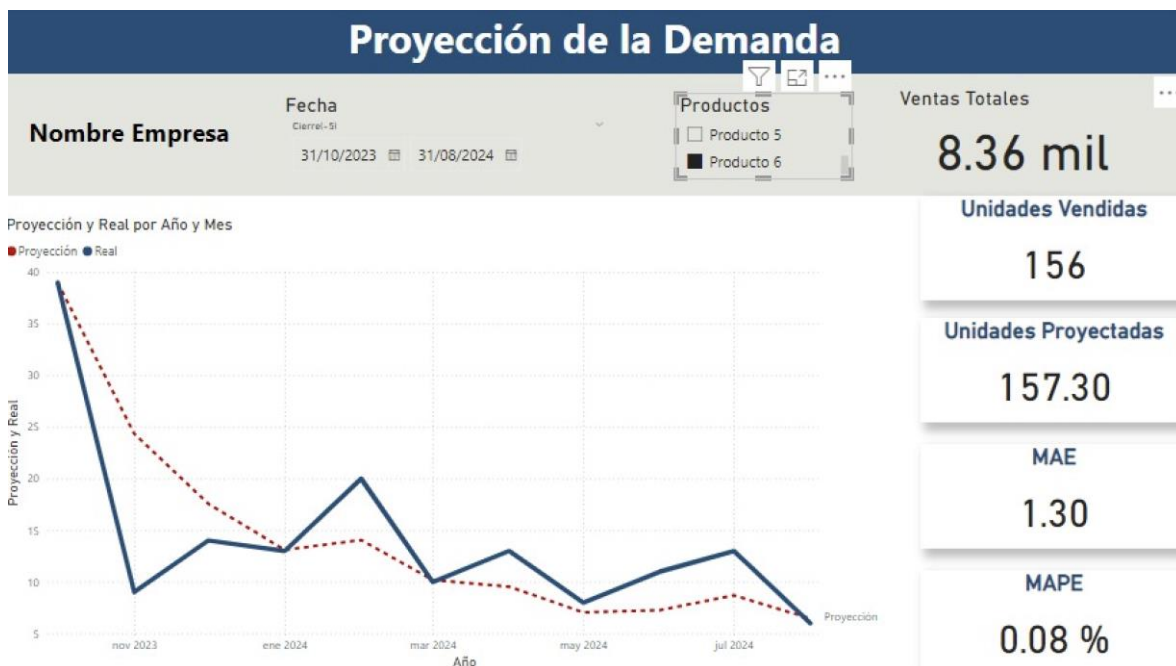 Proyección de la Demanda
Nombre Empresa
Fecha
31/10/2023
31/08/2024
Productos
Producto 5
Producto 6
Ventas Totales
8.36 mil
Proyección y Real por Año y Mes
Proyección Real
Proyección y Real
40
35
30
25
20
15
10
5
nov 2023
ene 2024
mar 2024
may 2024
jul 2024
Año
Proyección
Unidades Vendidas
156
Unidades Proyectadas
157.30
MAE
1.30
MAPE
0.08 %